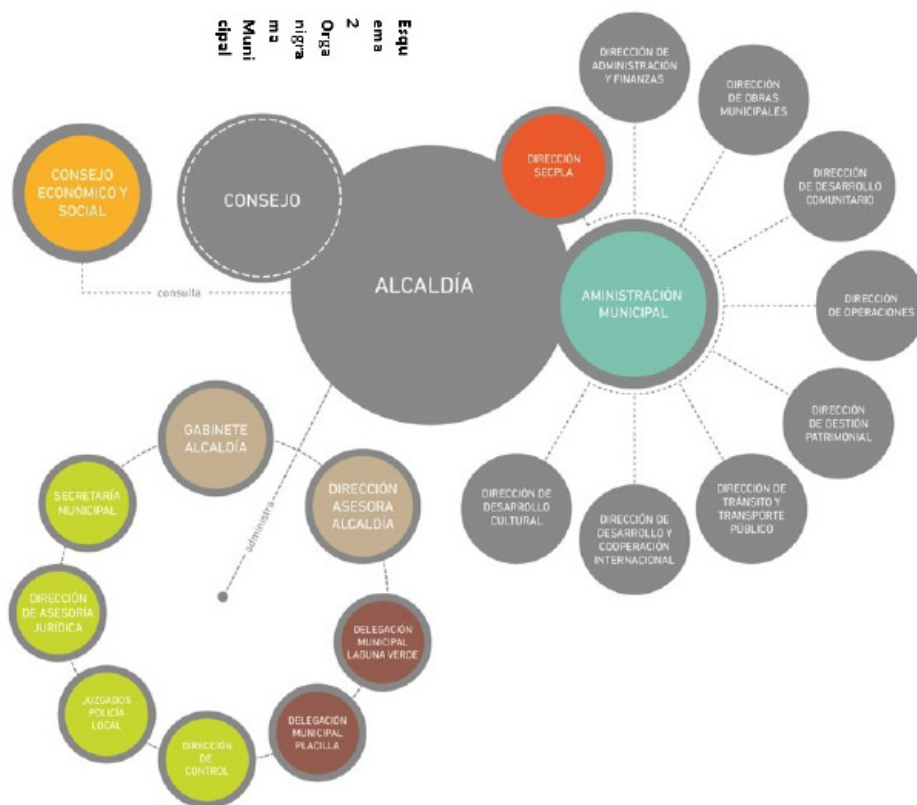 Esqu
ema
2
Orga
nigra
ma
Muni
cipal
DIRECCIÓN DE
ADMINISTRACIÓN
Y FINANZAS
DIRECCIÓN
DE OBRAS
MUNICIPALES
DIRECCIÓN
SECPLA
CONSEJO
ECONÓMICO Y
SOCIAL
CONSEJO
DIRECCIÓN
DE DESARROLLO
COMUNITARIO
consulta
ALCALDÍA
AMINISTRACIÓN
MUNICIPAL
DIRECCIÓN
DE OPERACIONES
GABINETE
ALCALDÍA
DIRECCIÓN
DE GESTIÓN
PATRIMONIAL
SECRETARÍA
MUNICIPAL
administra
DIRECCIÓN
ASESORA
ALCALDÍA
DIRECCIÓN DE
DESARROLLO
CULTURAL
DIRECCIÓN DE
DESARROLLO Y
COOPERACIÓN
INTERNACIONAL
DIRECCIÓN DE
TRÁNSITO Y
TRANSPORTE
PÚBLICO
DIRECCIÓN
DE ASESORÍA
JURÍDICA
DELEGACIÓN
MUNICIPAL
LAGUNA VERDE
JUZGADOS
POLICÍA
LOCAL
DIRECCIÓN
DE
CONTROL
DELEGACIÓN
MUNICIPAL
PLACILLA